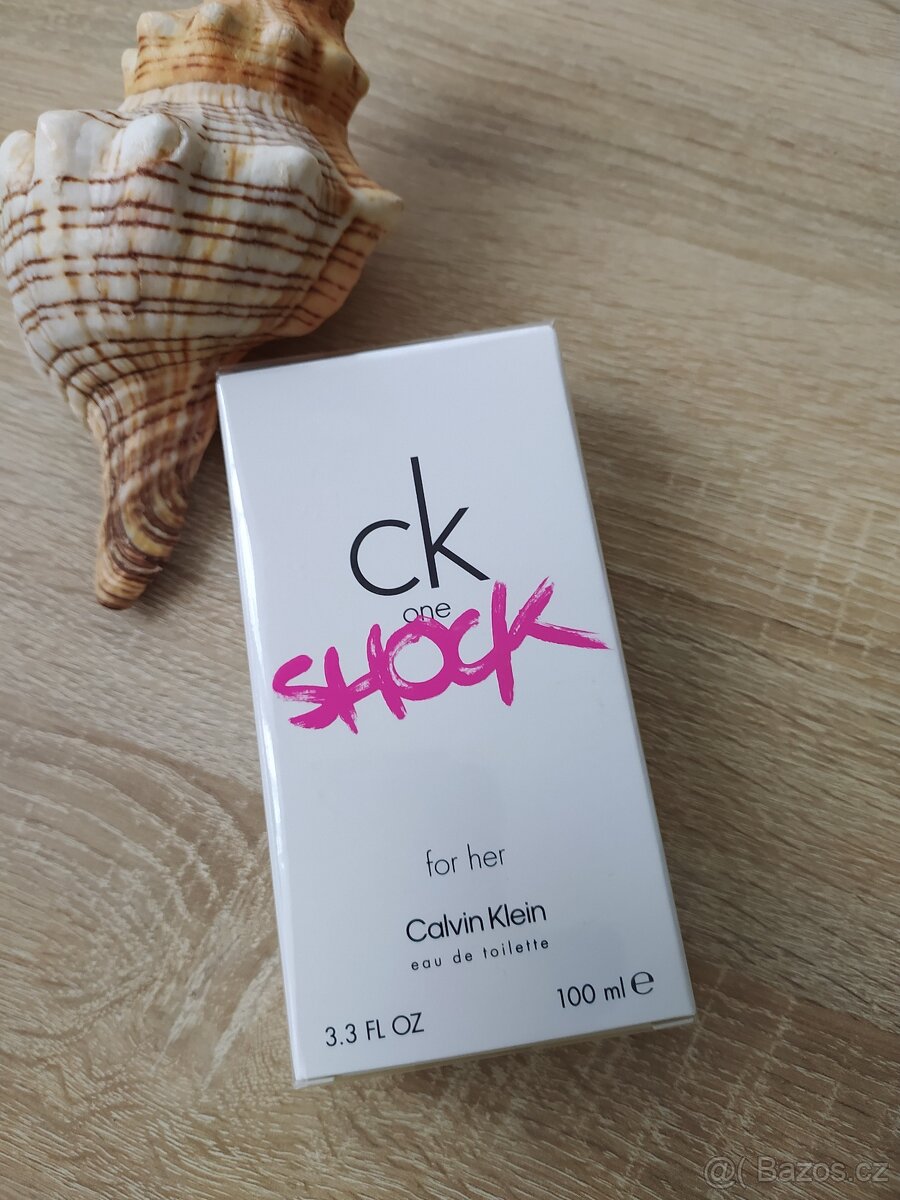 ck
one
SHOCK
for her
Calvin Klein
eau de toilette
3.3 FL OZ
100 ml ℮
@( Bazos.cz